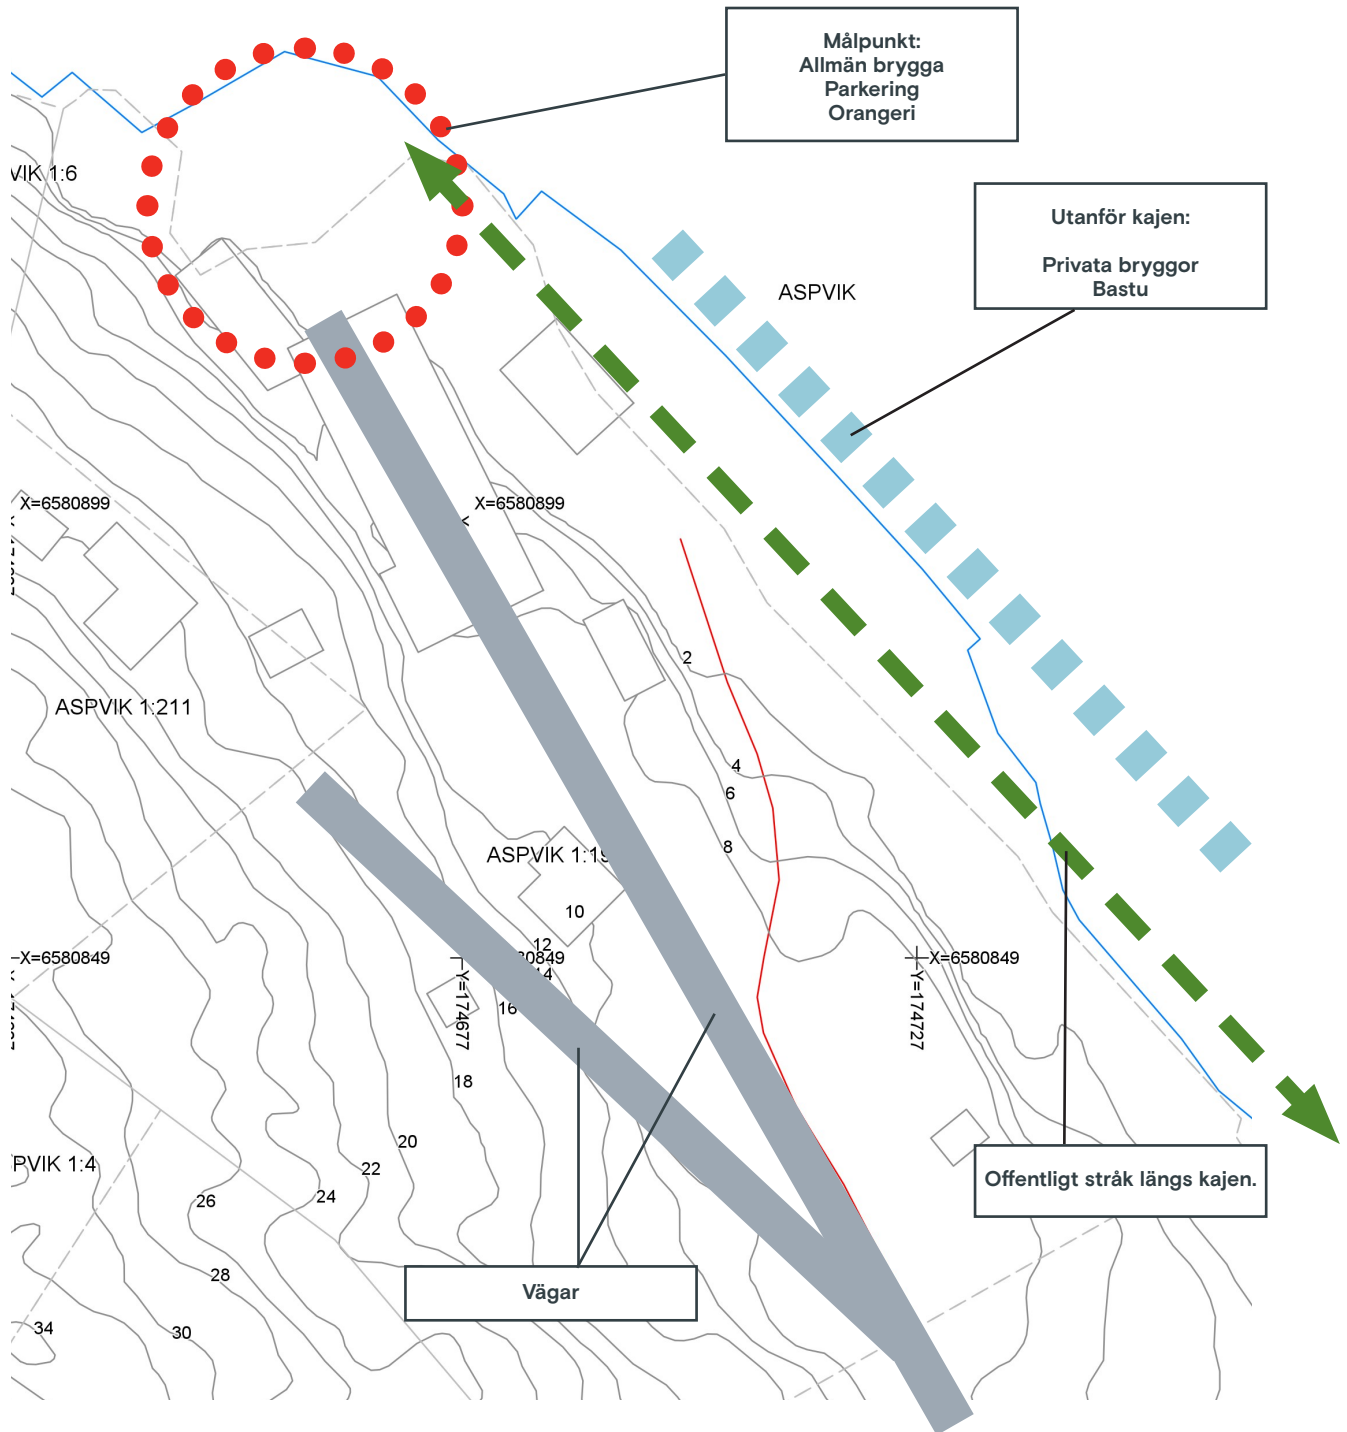 Målpunkt:
Allmän brygga
Parkering
Orangeri
VIK 1:6
Utanför kajen:
Privata bryggor
Bastu
ASPVIK
X=6580899
X=6580899
2
ASPVIK 1:211
4
6
8
ASPVIK 1:19
10
12
X=6580849
80849
X=6580849
14
16
Y=174677
Y=174727
18
20
PVIK 1:4
22
24
26
Offentligt stråk längs kajen.
28
Vägar
34
30